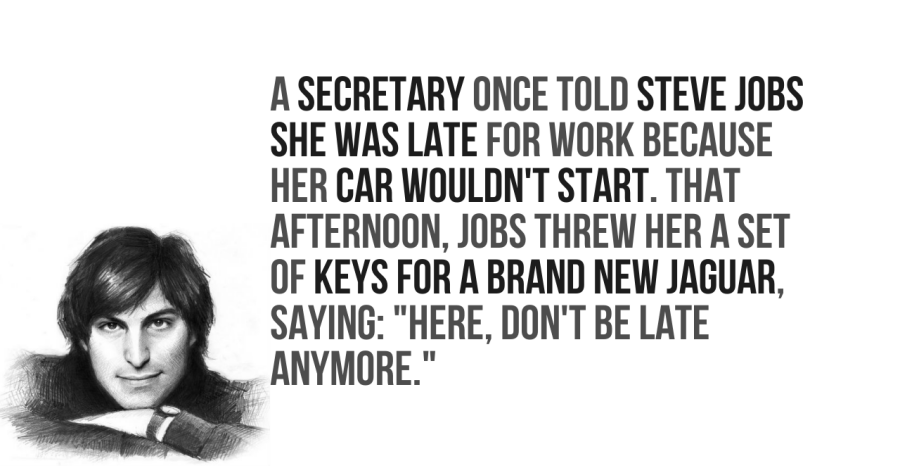 A SECRETARY ONCE TOLD STEVE JOBS
SHE WAS LATE FOR WORK BECAUSE
HER CAR WOULDN'T START. THAT
AFTERNOON, JOBS THREW HER A SET
OF KEYS FOR A BRAND NEW JAGUAR,
SAYING: "HERE, DON'T BE LATE
ANYMORE."